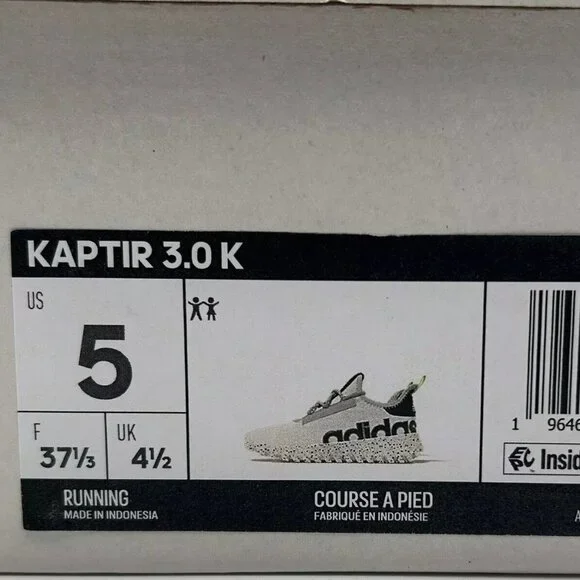 KAPTIR 3.0 K
US
5
F
37⅓
UK
4½
adidas
1 9646
Insid
RUNNING
MADE IN INDONESIA
COURSE A PIED
FABRIQUÉ EN INDONÉSIE
A